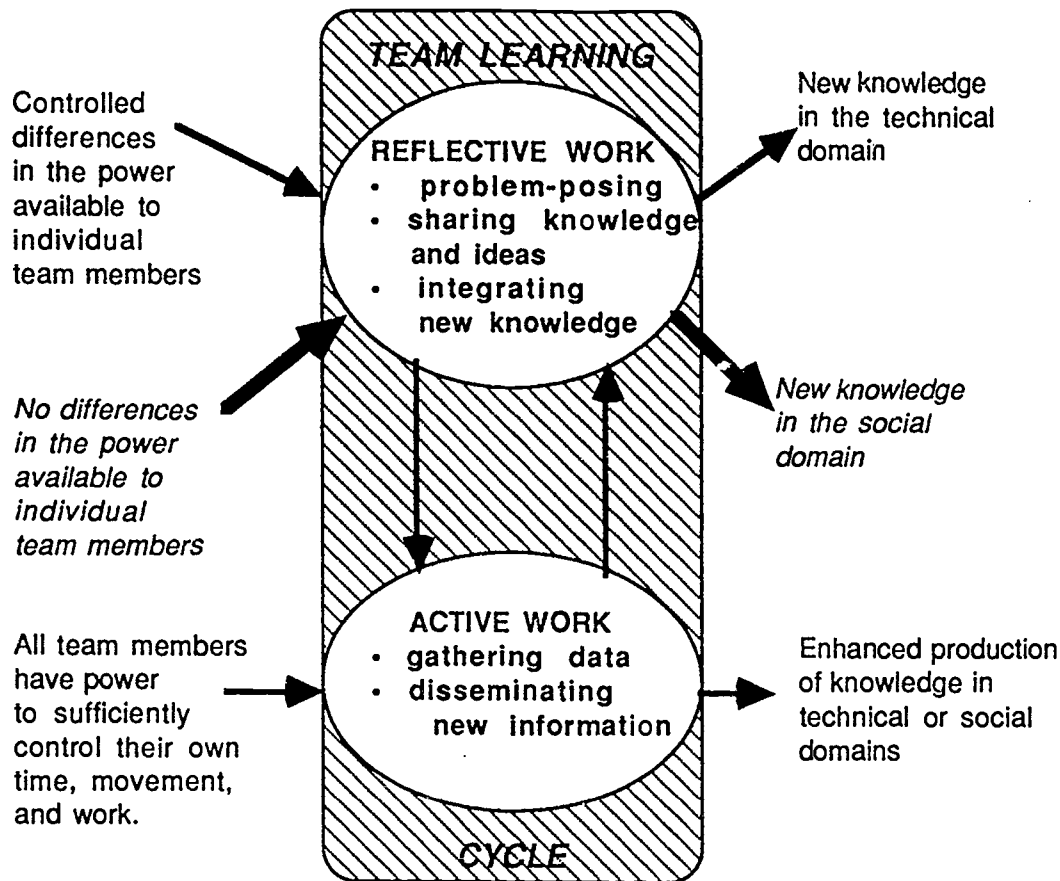 TEAM LEARNING
Controlled
differences
in the power
available to
individual
team members
No differences
in the power
available to
individual
team members
All team members
have power
to sufficiently
control their own
time, movement,
and work.
REFLECTIVE WORK
• problem-posing
• sharing knowledge
and ideas
• integrating
new knowledge
ACTIVE WORK
• gathering data
• disseminating
new information
New knowledge
in the technical
domain
New knowledge
in the social
domain
Enhanced production
of knowledge in
technical or social
domains
CYCLE